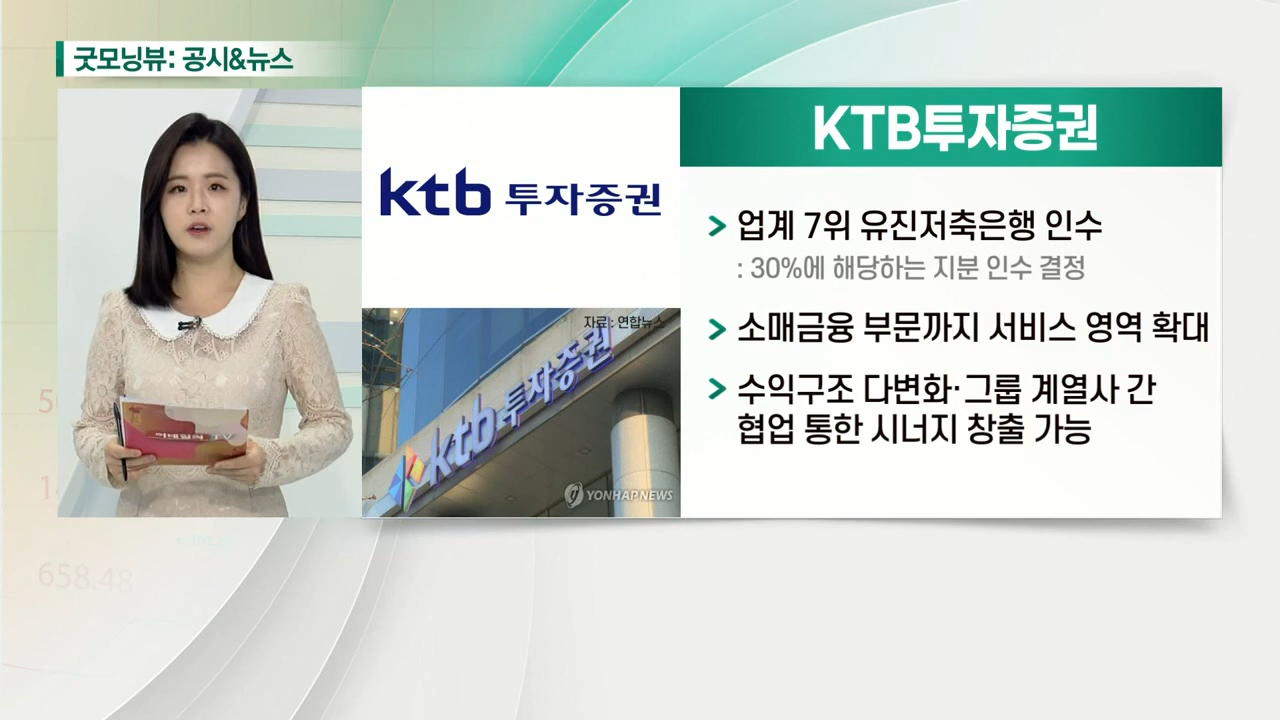 굿모닝뷰: 공시&뉴스
KTB투자증권
ktb 투자증권
업계 7위 유진저축은행 인수
: 30%에 해당하는 지분 인수 결정
소매금융 부문까지 서비스 영역 확대
수익구조 다변화·그룹 계열사 간
협업 통한 시너지 창출 가능
자료 : 연합뉴스
ktb 투자증권
YONHAPNEWS
658.48